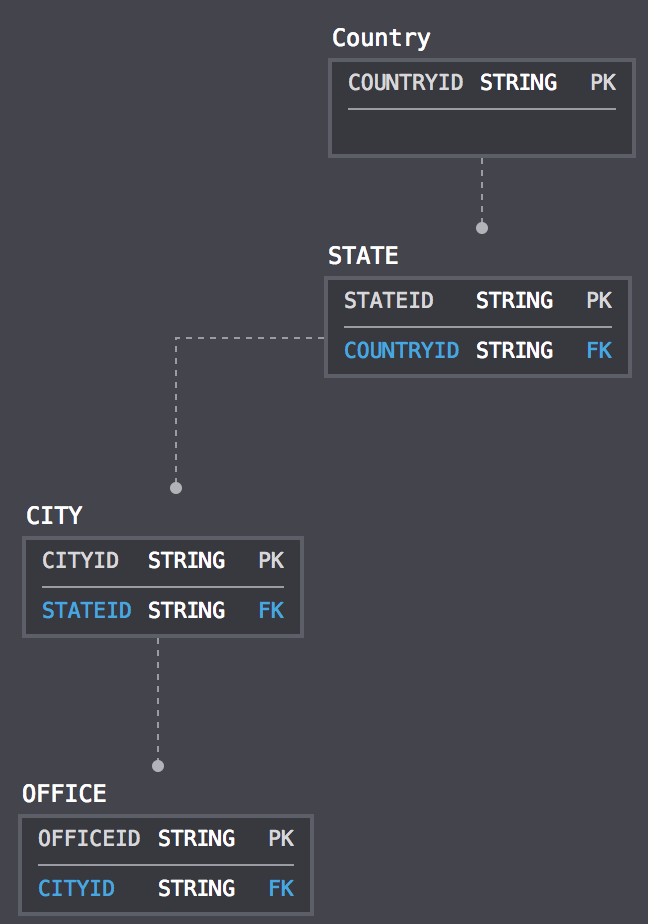 Country
COUNTRYID STRING PK
STATE
STATEID STRING PK
COUNTRYID STRING FK
CITY
CITYID STRING PK
STATEID STRING FK
OFFICE
OFFICEID STRING PK
CITYID STRING FK